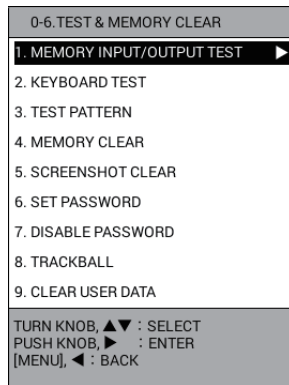 0-6.TEST & MEMORY CLEAR
1. MEMORY INPUT/OUTPUT TEST ▶
2. KEYBOARD TEST
3. TEST PATTERN
4. MEMORY CLEAR
5. SCREENSHOT CLEAR
6. SET PASSWORD
7. DISABLE PASSWORD
8. TRACKBALL
9. CLEAR USER DATA
TURN KNOB, ▲▼ : SELECT
PUSH KNOB, ▶ : ENTER
[MENU], ◀ : BACK